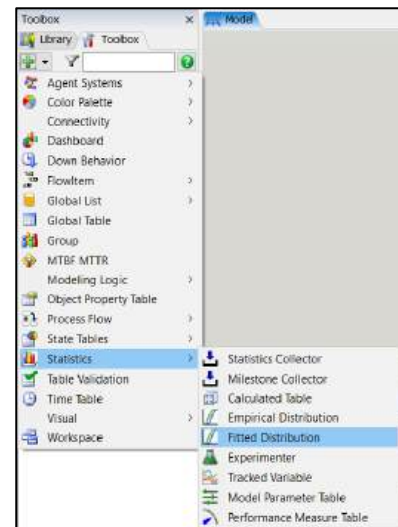 Toolbox
Library
Toolbox
Model
Agent Systems
Color Palette
Connectivity
Dashboard
Down Behavior
FlowItem
Global List
Global Table
Group
MTBF MTTR
Modeling Logic
Object Property Table
Process Flow
State Tables
Statistics
Table Validation
Time Table
Visual
Workspace
Statistics Collector
Milestone Collector
Calculated Table
Empirical Distribution
Fitted Distribution
Experimenter
Tracked Variable
Model Parameter Table
Performance Measure Table